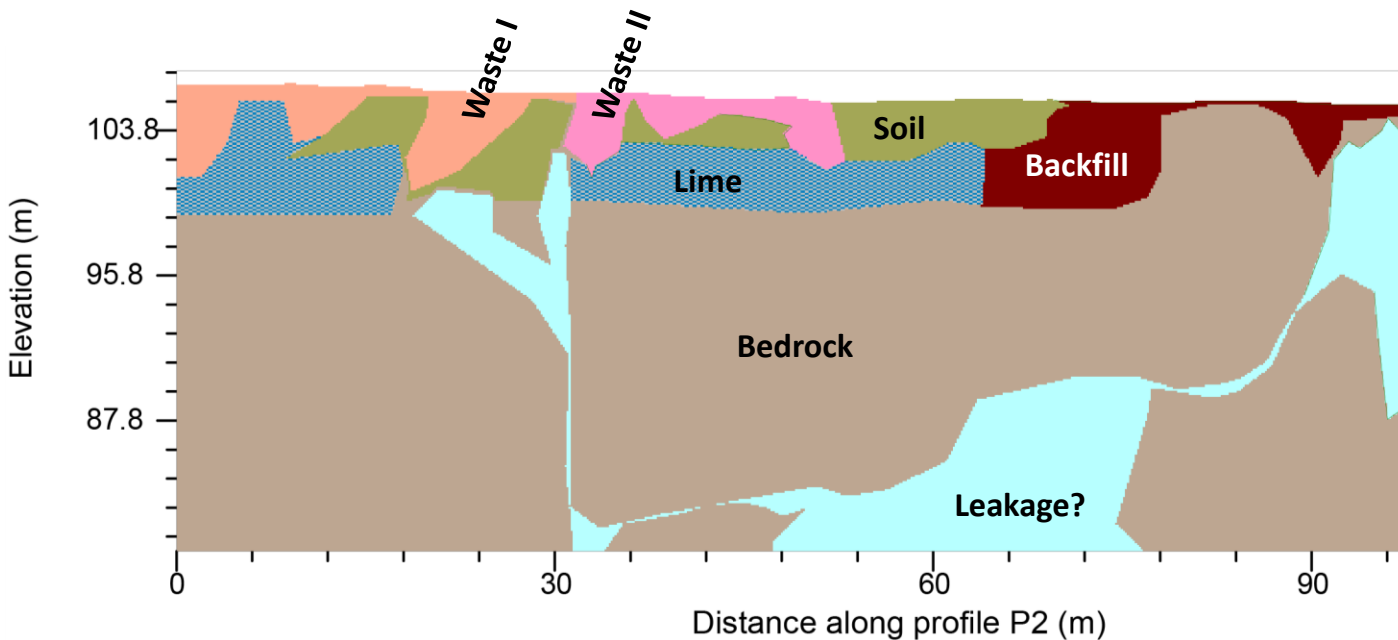 Waste I
Waste II
103.8
Soil
Backfill
Lime
Elevation (m)
95.8
Bedrock
87.8
Leakage?
0
30
60
90
Distance along profile P2 (m)